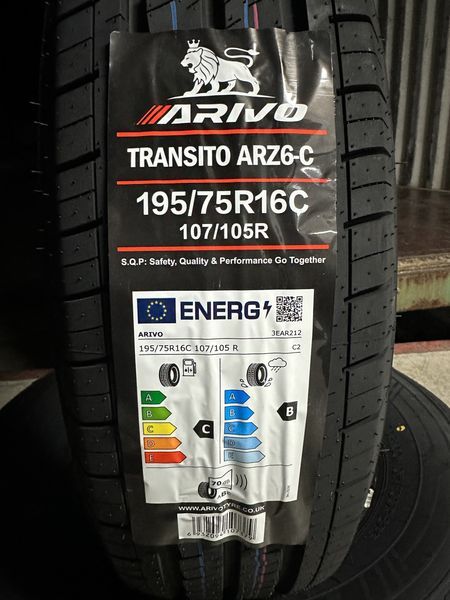 ARIVO
TRANSITO ARZ6-C
195/75R16C
107/105R
S.Q.P: Safety, Quality & Performance Go Together
ENERG
ARIVO 3EAR212
195/75R16C 107/105 R C2
A A
B B B
C C C
D D
E E
70 dB
WWW.ARIVOTYRE.CO.UK